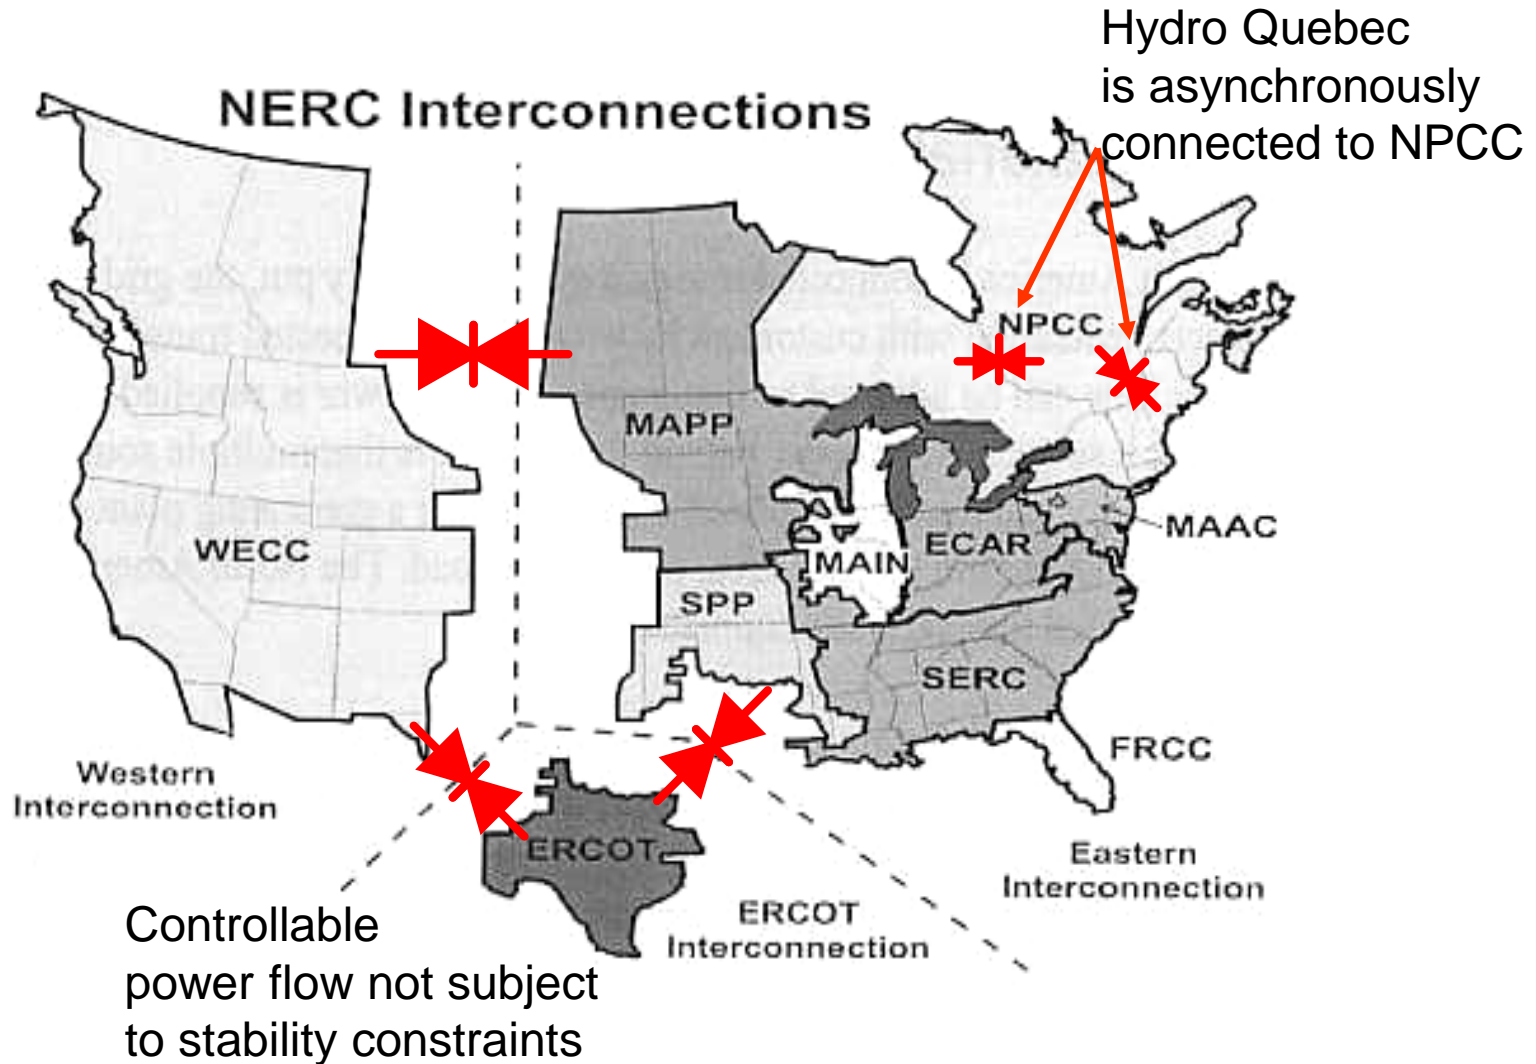 Hydro Quebec
is asynchronously
connected to NPCC
NERC Interconnections
NPCC
MAPP
MAAC
WECC
MAIN
ECAR
SPP
SERC
FRCC
Western
Interconnection
ERCOT
Eastern
Interconnection
ERCOT
Interconnection
Controllable
power flow not subject
to stability constraints